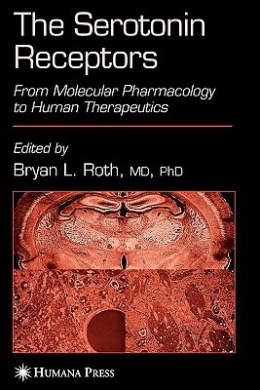 The Serotonin
Receptors
From Molecular Pharmacology
to Human Therapeutics
Edited by
Bryan L. Roth, MD, PhD
HUMANA PRESS